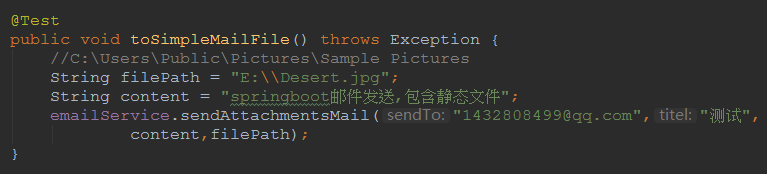 @Test
public void toSimpleMailFile() throws Exception {
//C:\Users\Public\Pictures\Sample Pictures
String filePath = "E:\\Desert.jpg";
String content = "springboot邮件发送,包含静态文件";
emailService.sendAttachmentsMail( sendTo: "1432808499@qq.com", titel: "测试",
content,filePath);
}